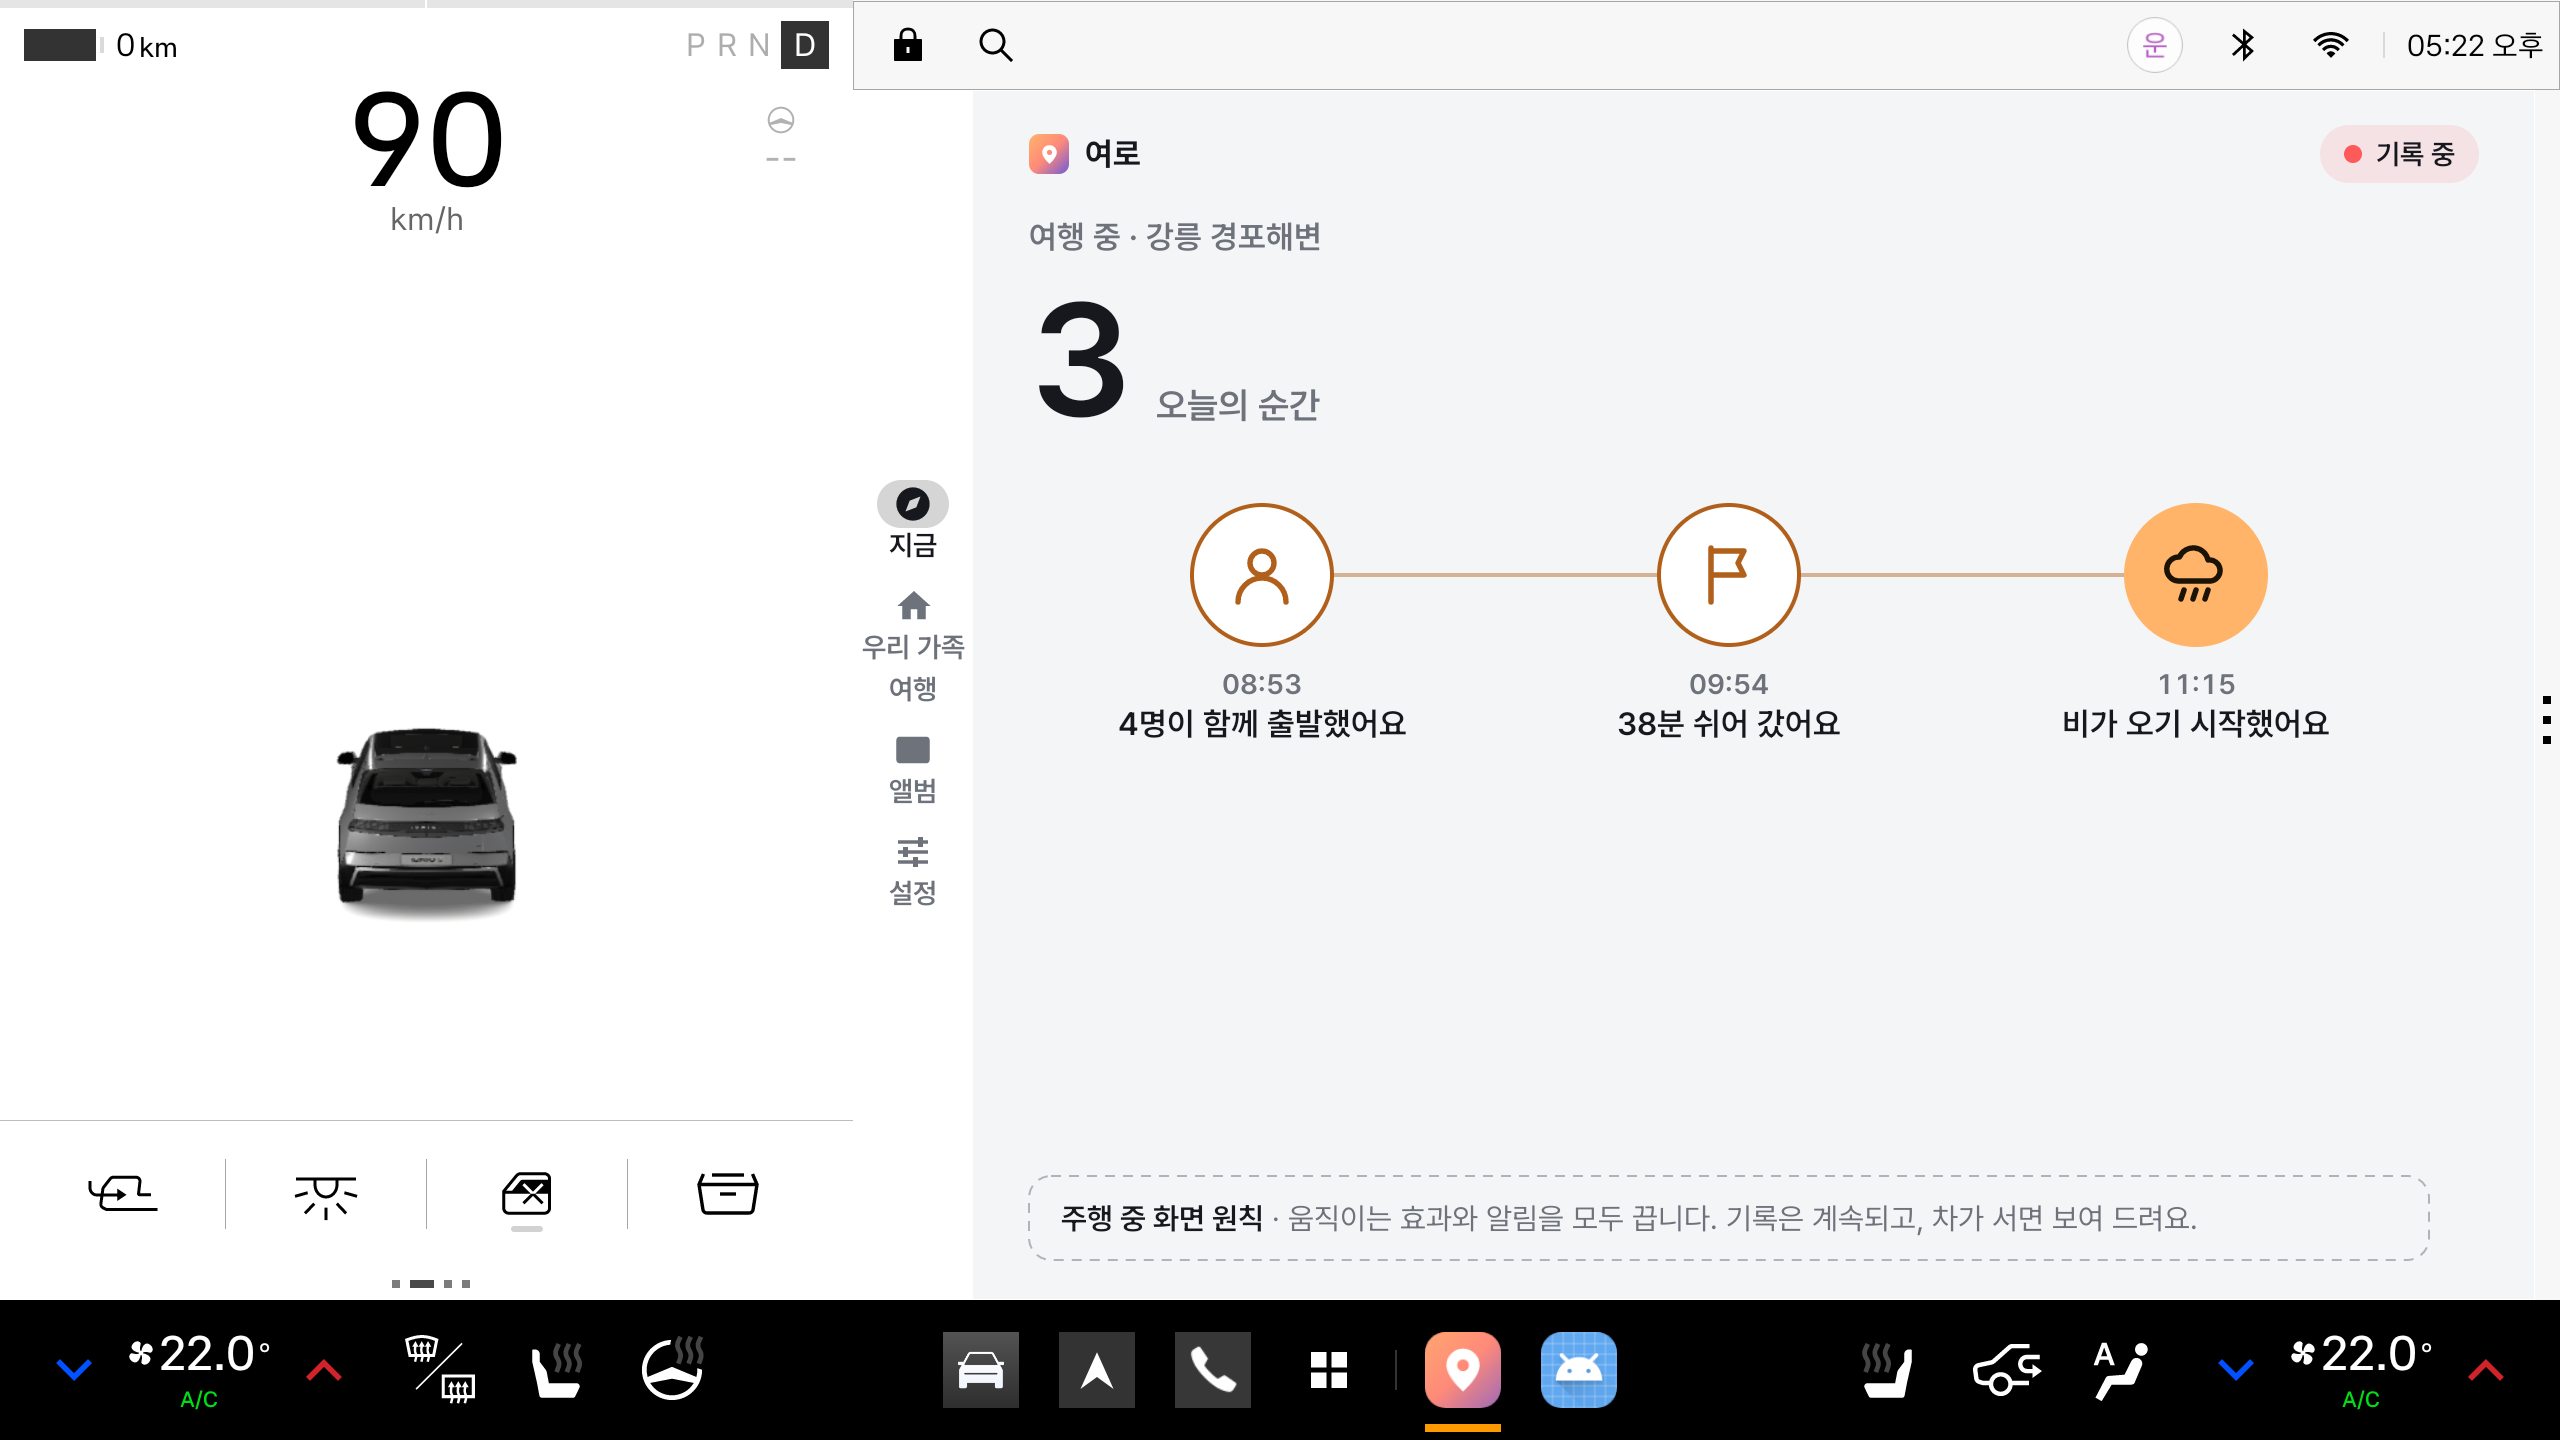 0 km
P R N D
05:22 오후
운
90
km/h
--
여로
기록 중
여행 중 · 강릉 경포해변
3 오늘의 순간
지금
우리 가족
여행
앨범
설정
08:53
4명이 함께 출발했어요
09:54
38분 쉬어 갔어요
11:15
비가 오기 시작했어요
주행 중 화면 원칙 · 움직이는 효과와 알림을 모두 끕니다. 기록은 계속되고, 차가 서면 보여 드려요.
22.0°
A/C
A
22.0°
A/C